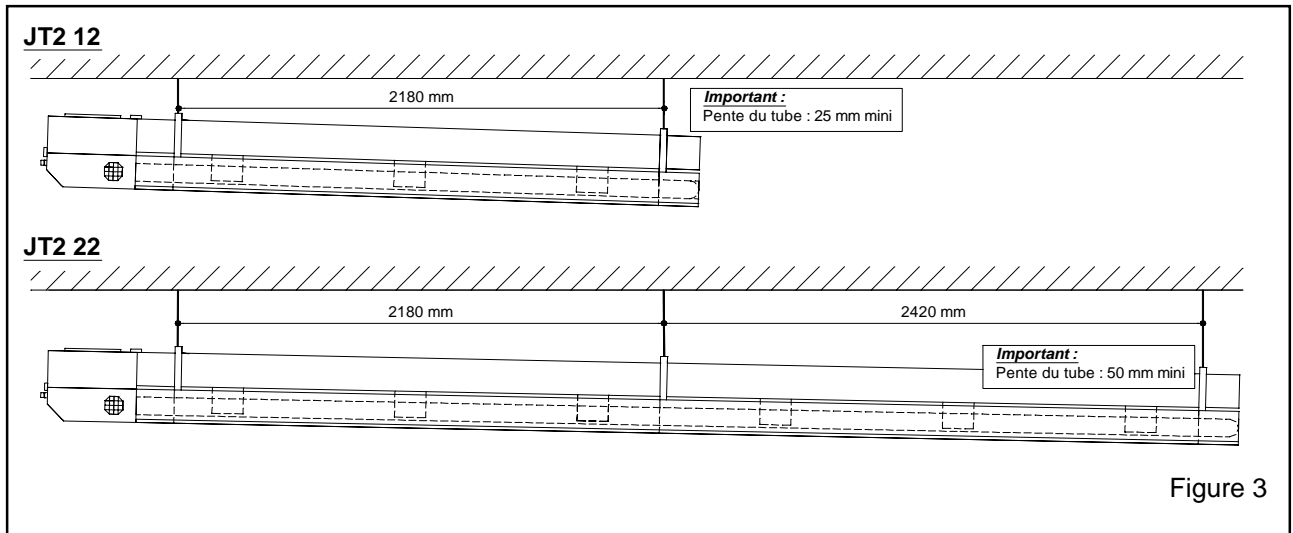 JT2 12
2180 mm
Important :
Pente du tube : 25 mm mini
JT2 22
2180 mm
2420 mm
Important :
Pente du tube : 50 mm mini
Figure 3